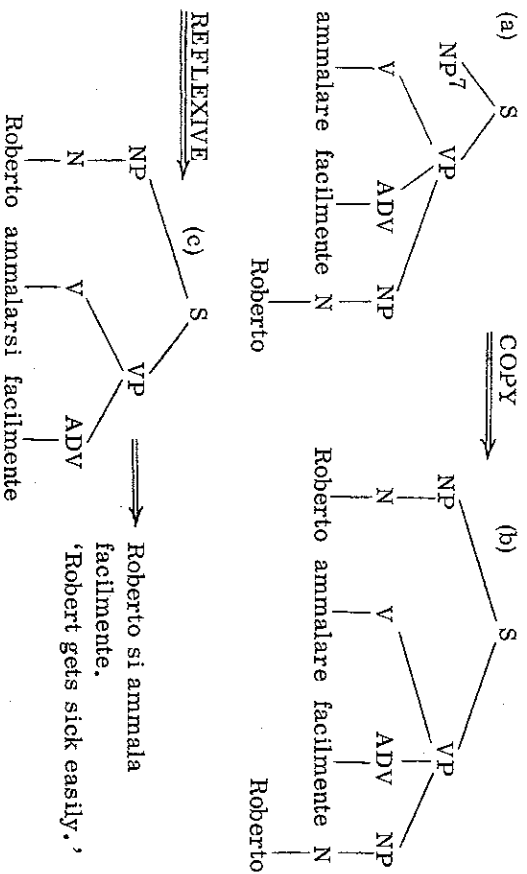 (a) S COPY (b) S
NP⁷ VP NP VP
V ADV NP N V ADV NP
ammalare facilmente N Roberto ammalare facilmente N
Roberto Roberto
REFLEXIVE (c) S
NP VP
N V ADV
Roberto ammalarsi facilmente
Roberto si ammala
facilmente.
‘Robert gets sick easily.’